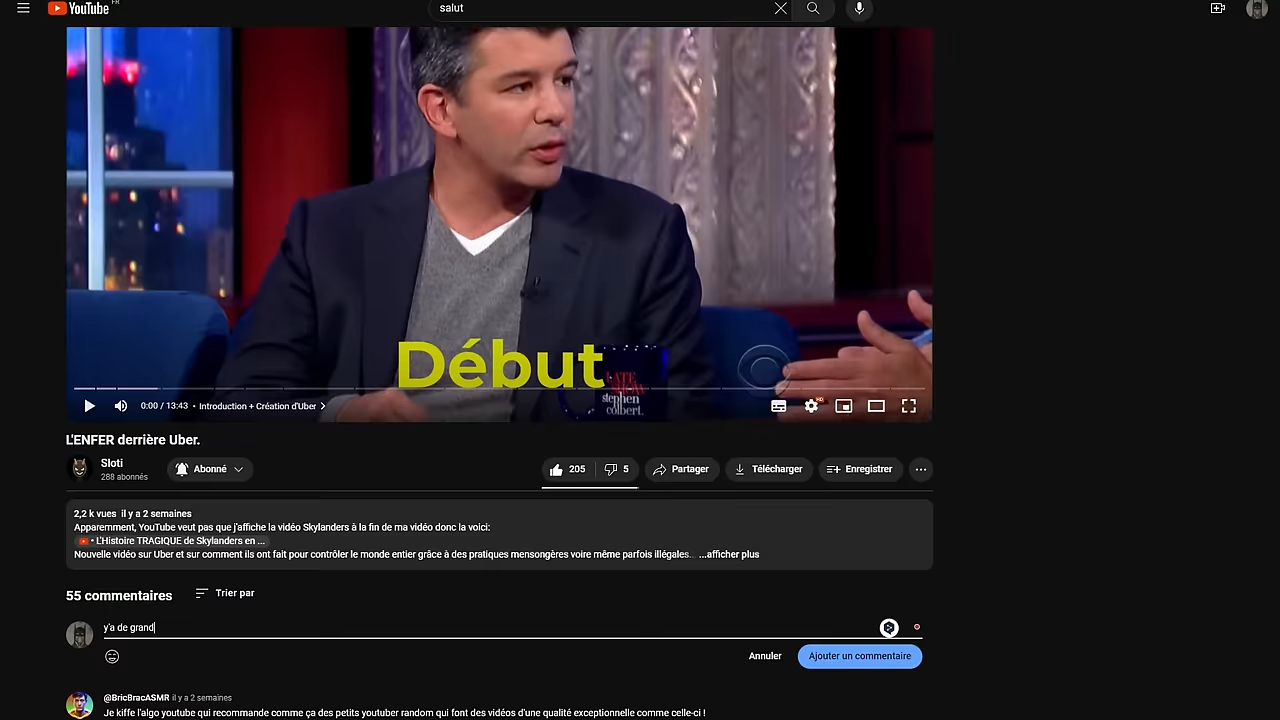 YouTube FR
salut
Début
LATE
SHOW
stephen
colbert.
0:00 / 13:43 • Introduction + Création d'Uber
HD
L'ENFER derrière Uber.
Sloti
288 abonnés
Abonné
205
5
Partager
Télécharger
Enregistrer
2,2 k vues il y a 2 semaines
Apparemment, YouTube veut pas que j'affiche la vidéo Skylanders à la fin de ma vidéo donc la voici:
• L'Histoire TRAGIQUE de Skylanders en ...
Nouvelle vidéo sur Uber et sur comment ils ont fait pour contrôler le monde entier grâce à des pratiques mensongères voire même parfois illégales... ...afficher plus
55 commentaires
Trier par
y'a de grand
Annuler
Ajouter un commentaire
@BricBracASMR il y a 2 semaines
Je kiffe l'algo youtube qui recommande comme ça des petits youtuber random qui font des vidéos d'une qualité exceptionnelle comme celle-ci !